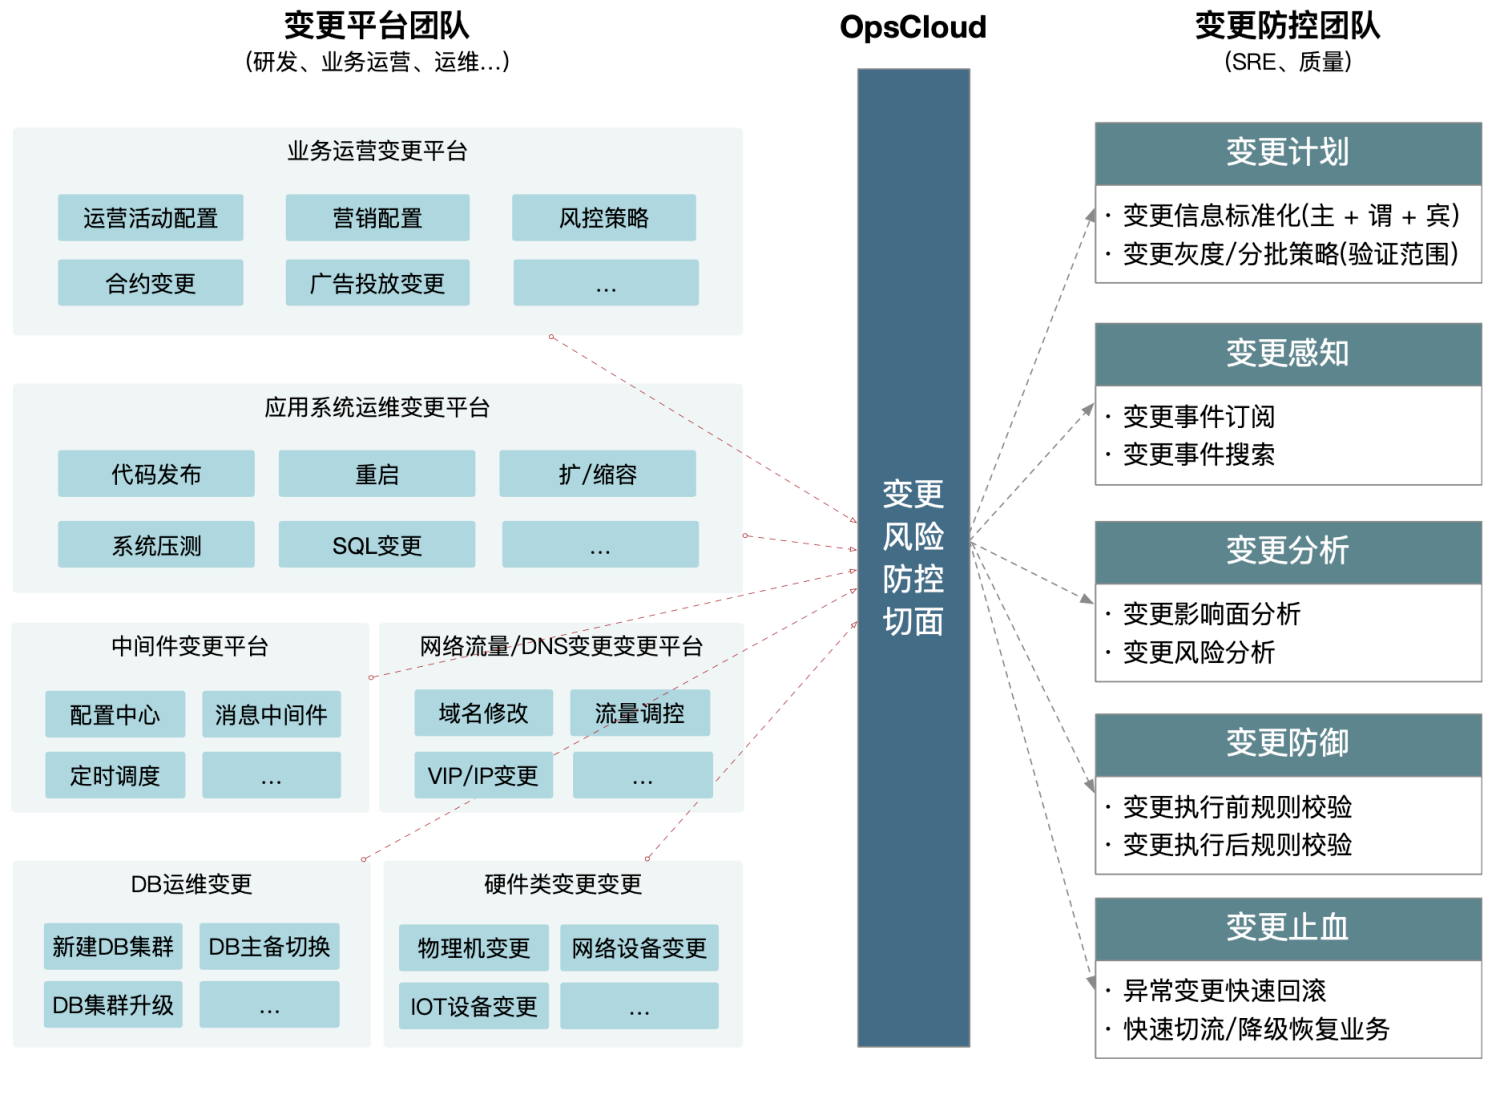 变更平台团队
(研发、业务运营、运维...)
业务运营变更平台
运营活动配置
营销配置
风控策略
合约变更
广告投放变更
...
应用系统运维变更平台
代码发布
重启
扩/缩容
系统压测
SQL变更
...
中间件变更平台
配置中心
消息中间件
定时调度
...
网络流量/DNS变更变更平台
域名修改
流量调控
VIP/IP变更
...
DB运维变更
新建DB集群
DB主备切换
DB集群升级
...
硬件类变更变更
物理机变更
网络设备变更
IOT设备变更
...
OpsCloud
变更
风险
防控
切面
变更防控团队
(SRE、质量)
变更计划
· 变更信息标准化(主 + 谓 + 宾)
· 变更灰度/分批策略(验证范围)
变更感知
· 变更事件订阅
· 变更事件搜索
变更分析
· 变更影响面分析
· 变更风险分析
变更防御
· 变更执行前规则校验
· 变更执行后规则校验
变更止血
· 异常变更快速回滚
· 快速切流/降级恢复业务